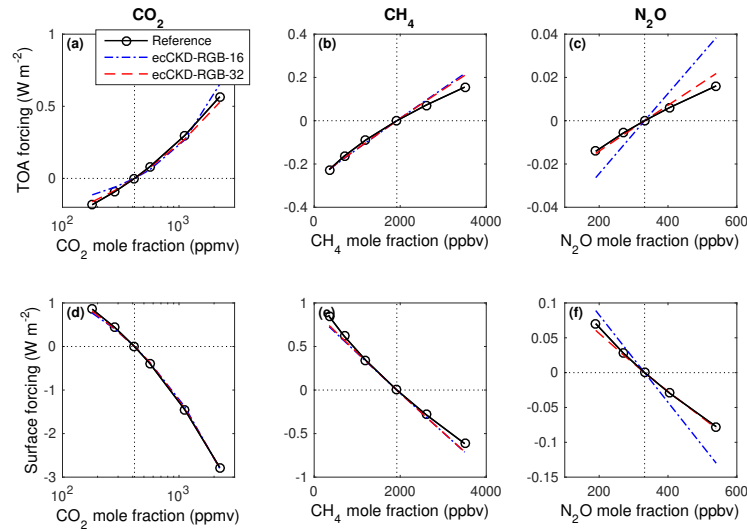 CO2
CH4
N2O
(a)
Reference
ecCKD-RGB-16
ecCKD-RGB-32
1
0.5
0
TOA forcing (W m-2)
10^2
10^3
CO2 mole fraction (ppmv)
(b)
0.4
0.2
0
-0.2
-0.4
0
2000
4000
CH4 mole fraction (ppbv)
(c)
0.04
0.02
0
-0.02
-0.04
200
400
600
N2O mole fraction (ppbv)
(d)
1
0
-1
-2
-3
Surface forcing (W m-2)
10^2
10^3
CO2 mole fraction (ppmv)
(e)
1
0.5
0
-0.5
-1
0
2000
4000
CH4 mole fraction (ppbv)
(f)
0.1
0.05
0
-0.05
-0.1
-0.15
200
400
600
N2O mole fraction (ppbv)